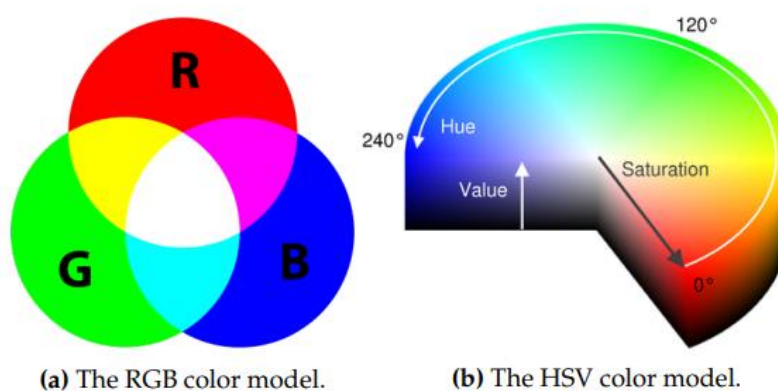 R
G
B
(a) The RGB color model.
120°
240°
Hue
Value
Saturation
0°
(b) The HSV color model.